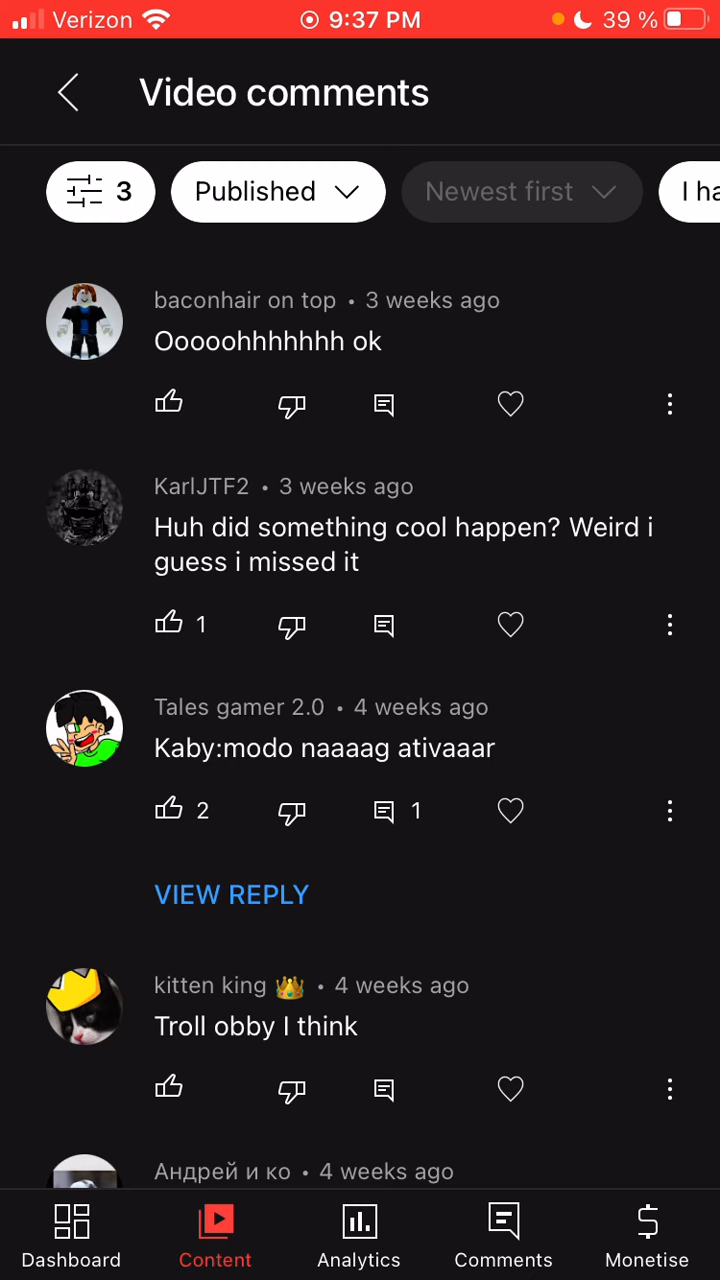 Verizon 9:37 PM 39 %
Video comments
3 Published Newest first I ha
baconhair on top • 3 weeks ago
Ooooohhhhhhh ok
KarlJTF2 • 3 weeks ago
Huh did something cool happen? Weird i
guess i missed it
1
Tales gamer 2.0 • 4 weeks ago
Kaby:modo naaaag ativaaar
2 1
VIEW REPLY
kitten king 👑 • 4 weeks ago
Troll obby I think
Андрей и ко • 4 weeks ago
Dashboard Content Analytics Comments Monetise